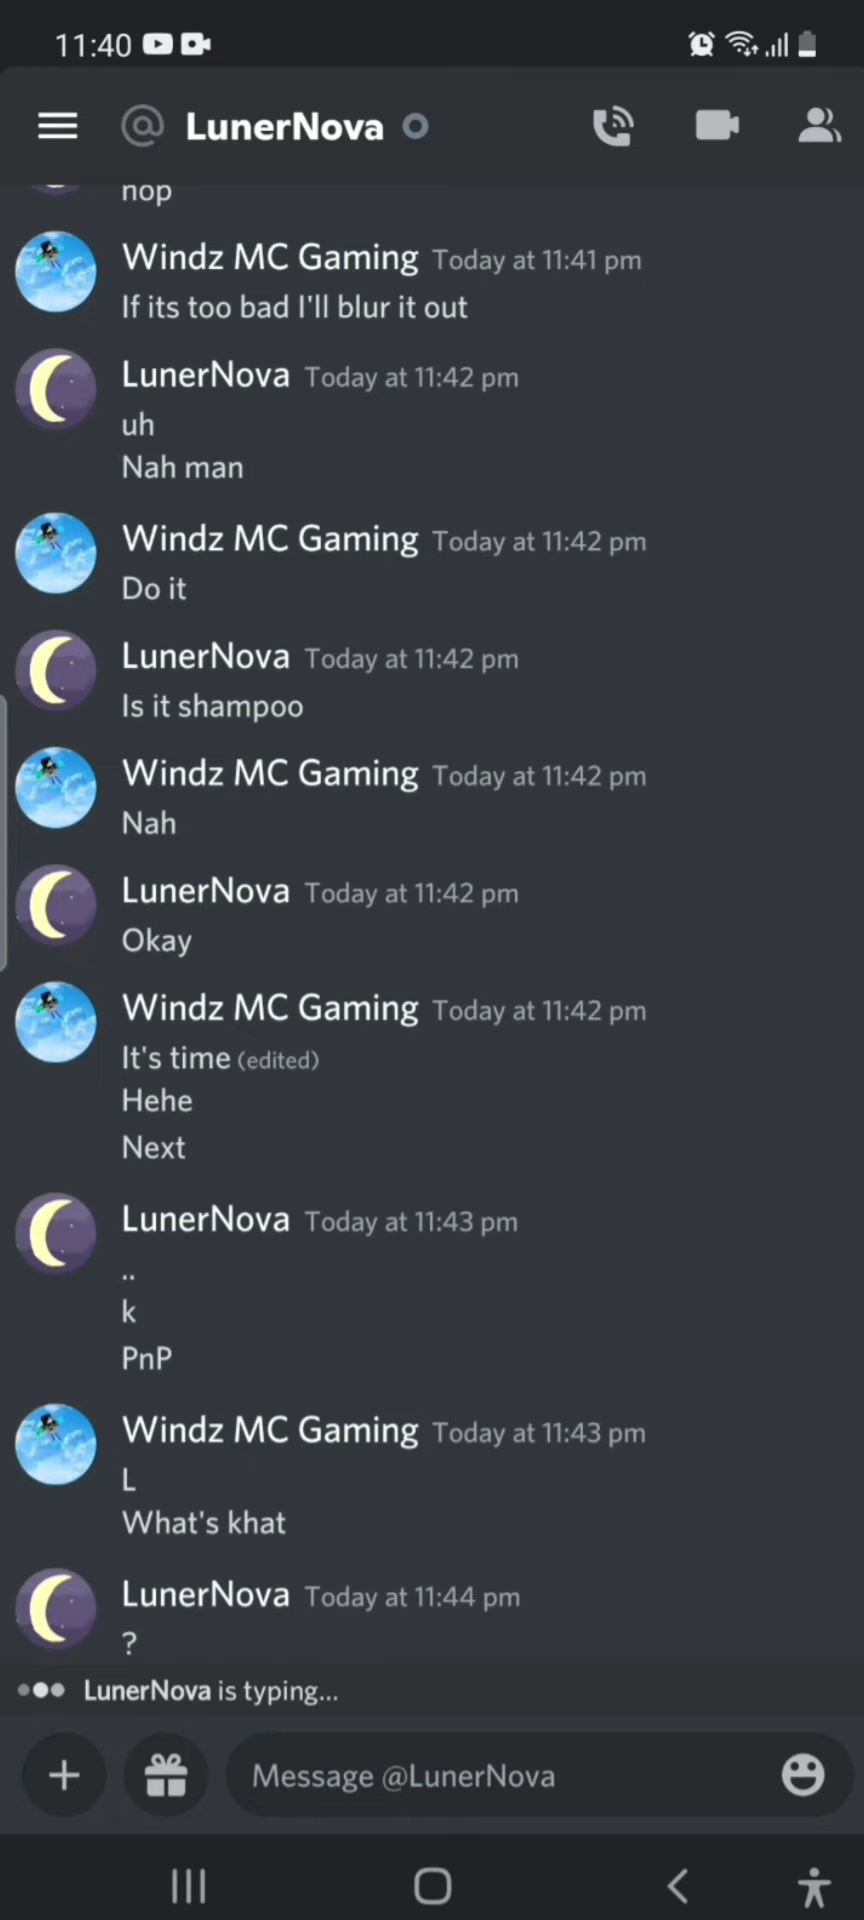 11:40
@ LunerNova
nop
Windz MC Gaming Today at 11:41 pm
If its too bad I'll blur it out
LunerNova Today at 11:42 pm
uh
Nah man
Windz MC Gaming Today at 11:42 pm
Do it
LunerNova Today at 11:42 pm
Is it shampoo
Windz MC Gaming Today at 11:42 pm
Nah
LunerNova Today at 11:42 pm
Okay
Windz MC Gaming Today at 11:42 pm
It's time (edited)
Hehe
Next
LunerNova Today at 11:43 pm
..
k
PnP
Windz MC Gaming Today at 11:43 pm
L
What's khat
LunerNova Today at 11:44 pm
?
LunerNova is typing...
Message @LunerNova